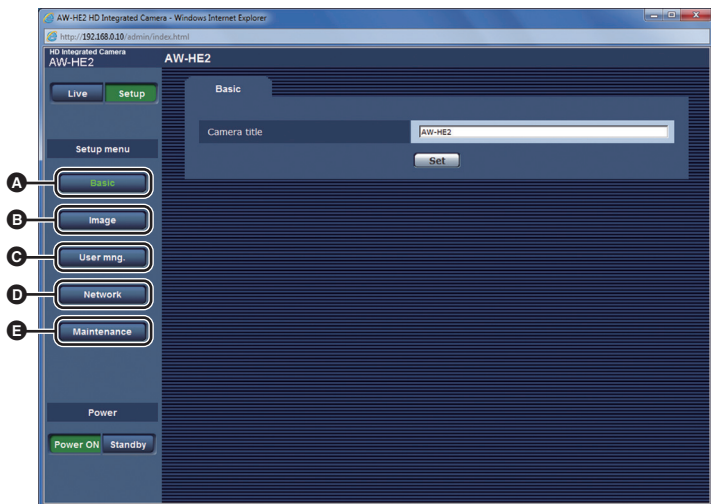 AW-HE2 HD Integrated Camera - Windows Internet Explorer
http://192.168.0.10/admin/index.html
HD Integrated Camera
AW-HE2
AW-HE2
Live
Setup
Basic
Camera title
AW-HE2
Set
Setup menu
A
Basic
B
Image
C
User mng.
D
Network
E
Maintenance
Power
Power ON
Standby